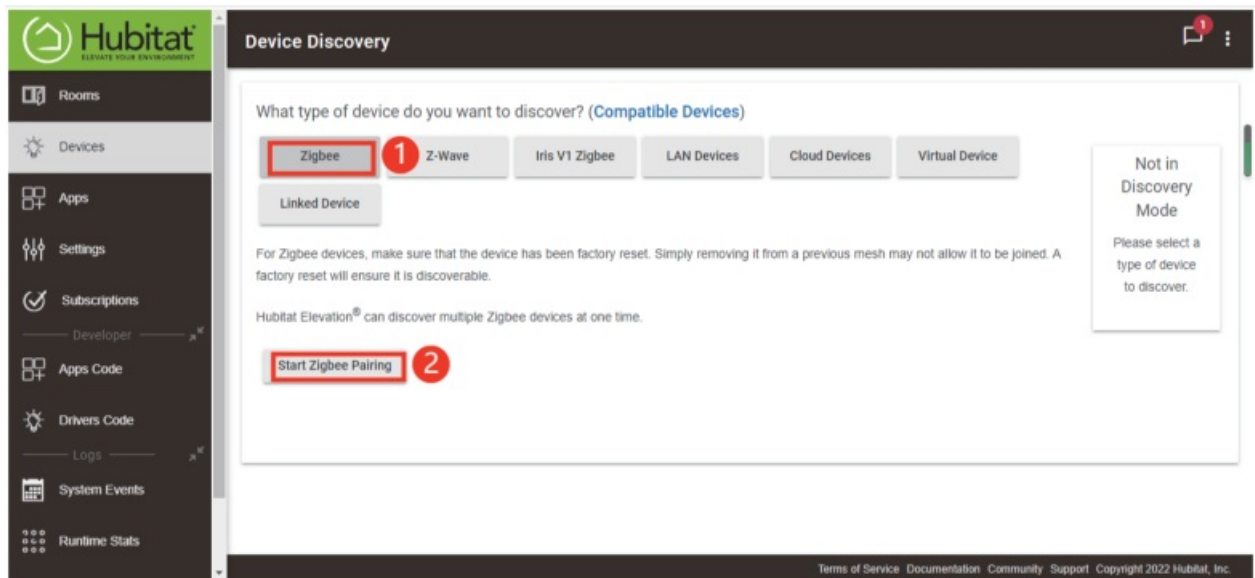 Hubitat
ELEVATE YOUR ENVIRONMENT
Device Discovery
1
Rooms
Devices
Apps
Settings
Subscriptions
Developer
Apps Code
Drivers Code
Logs
System Events
Runtime Stats
What type of device do you want to discover? (Compatible Devices)
Zigbee 1 Z-Wave Iris V1 Zigbee LAN Devices Cloud Devices Virtual Device
Linked Device
For Zigbee devices, make sure that the device has been factory reset. Simply removing it from a previous mesh may not allow it to be joined. A
factory reset will ensure it is discoverable.
Hubitat Elevation® can discover multiple Zigbee devices at one time.
Start Zigbee Pairing 2
Not in
Discovery
Mode
Please select a
type of device
to discover.
Terms of Service Documentation Community Support Copyright 2022 Hubitat, Inc.